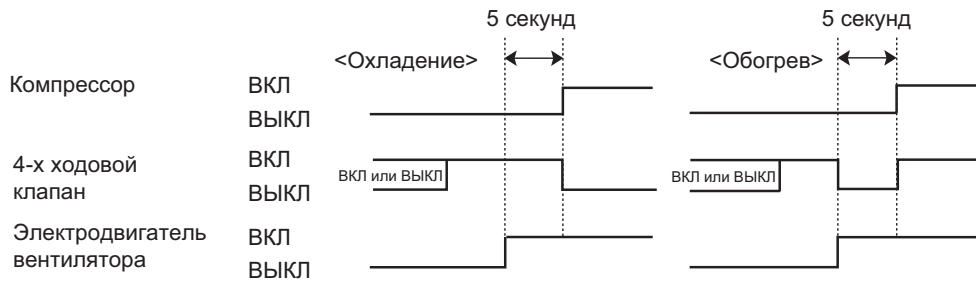 5 секунд 5 секунд
<Охладение> <Обогрев>
Компрессор ВКЛ
ВЫКЛ
4-х ходовой ВКЛ
клапан ВЫКЛ
ВКЛ или ВЫКЛ ВКЛ или ВЫКЛ
Электродвигатель ВКЛ
вентилятора ВЫКЛ